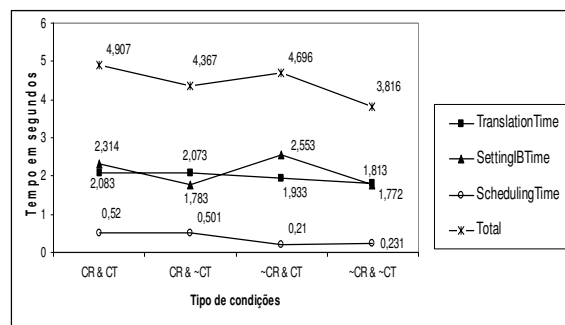 Tempo em segundos
6
5
4
3
2
1
0
4,907
4,367
4,696
3,816
2,314
2,073
2,553
1,813
2,083
1,783
1,933
1,772
0,52
0,501
0,21
0,231
CR & CT
CR & ~CT
~CR & CT
~CR & ~CT
Tipo de condições
TranslationTime
SettingIBTime
SchedulingTime
Total